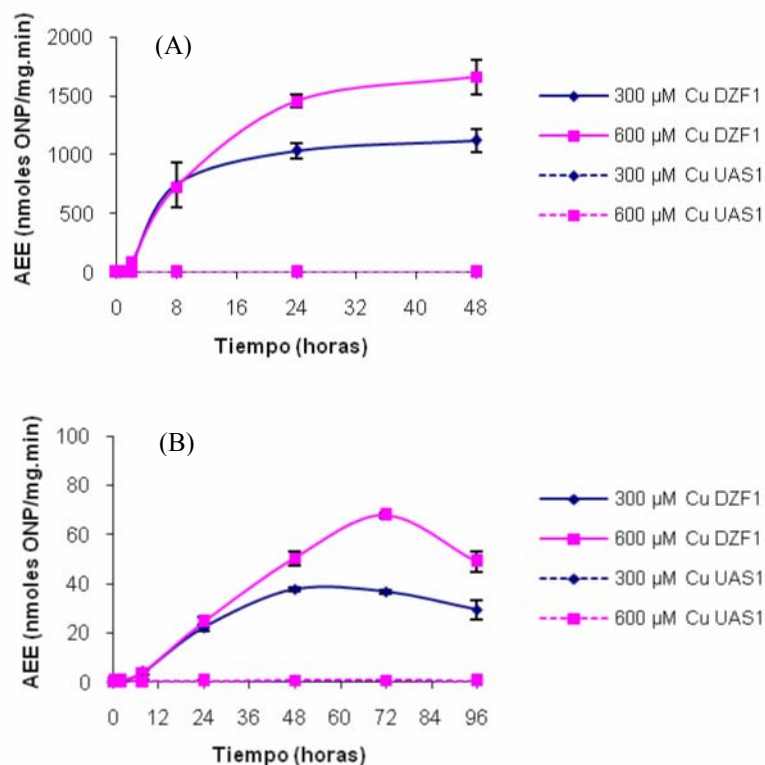 (A)
AEE (nmoles ONP/mg.min)
2000
1500
1000
500
0
0 8 16 24 32 40 48
Tiempo (horas)
300 µM Cu DZF1
600 µM Cu DZF1
300 µM Cu UAS1
600 µM Cu UAS1
(B)
AEE (nmoles ONP/mg.min)
100
80
60
40
20
0
0 12 24 36 48 60 72 84 96
Tiempo (horas)
300 µM Cu DZF1
600 µM Cu DZF1
300 µM Cu UAS1
600 µM Cu UAS1